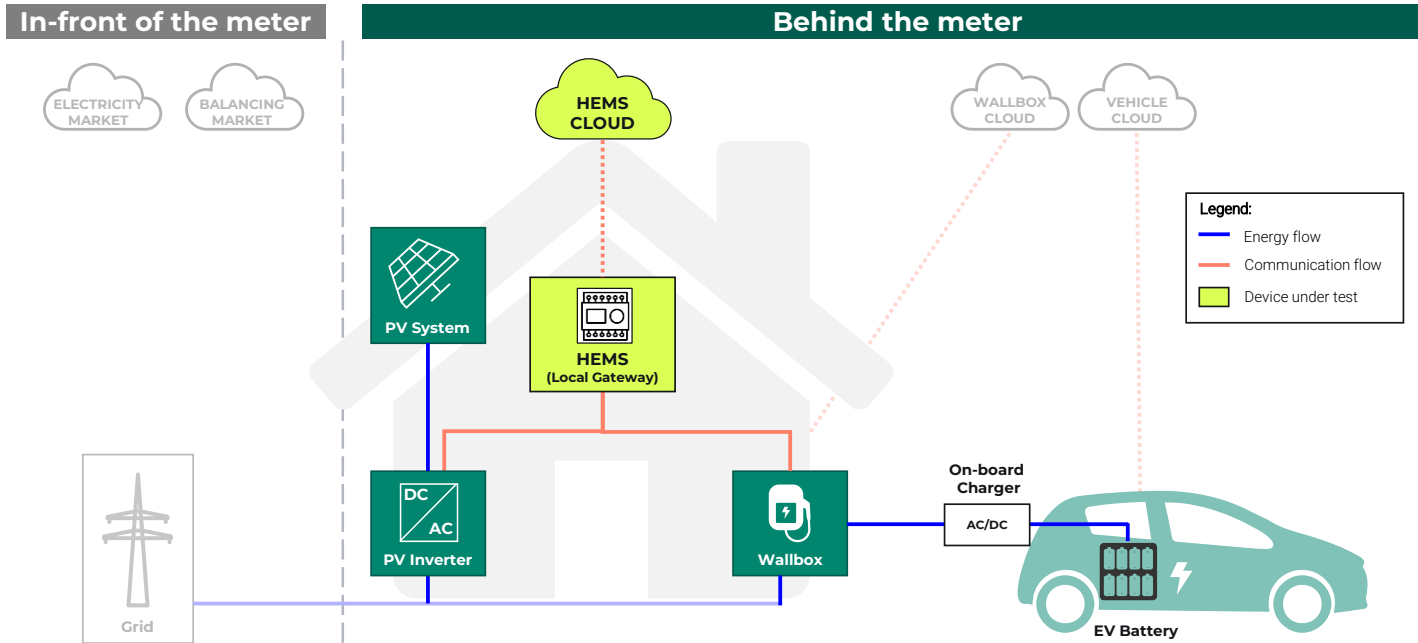 In-front of the meter
Behind the meter
ELECTRICITY
MARKET
BALANCING
MARKET
HEMS
CLOUD
WALLBOX
CLOUD
VEHICLE
CLOUD
Legend:
Energy flow
Communication flow
Device under test
PV System
HEMS
(Local Gateway)
DC
AC
PV Inverter
Wallbox
On-board
Charger
AC/DC
Grid
EV Battery